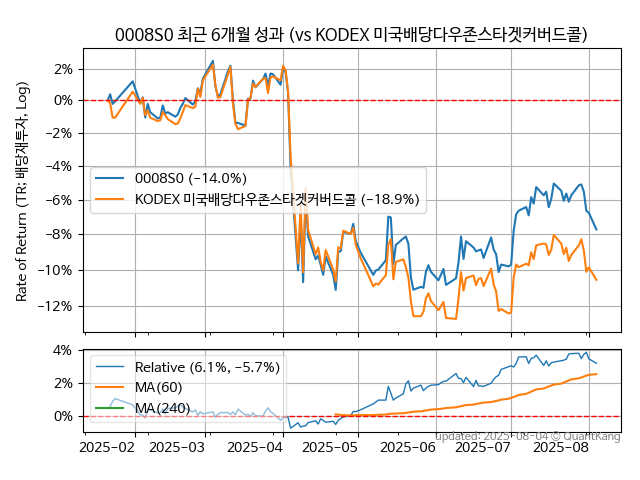 0008S0 최근 6개월 성과 (vs KODEX 미국배당다우존스타겟커버드콜)
Rate of Return (TR; 배당재투자, Log)
2%
0%
−2%
−4%
−6%
−8%
−10%
−12%
0008S0 (−14.0%)
KODEX 미국배당다우존스타겟커버드콜 (−18.9%)
4%
2%
0%
Relative (6.1%, −5.7%)
MA(60)
MA(240)
updated: 2025-08-04 © QuantKang
2025-02
2025-03
2025-04
2025-05
2025-06
2025-07
2025-08